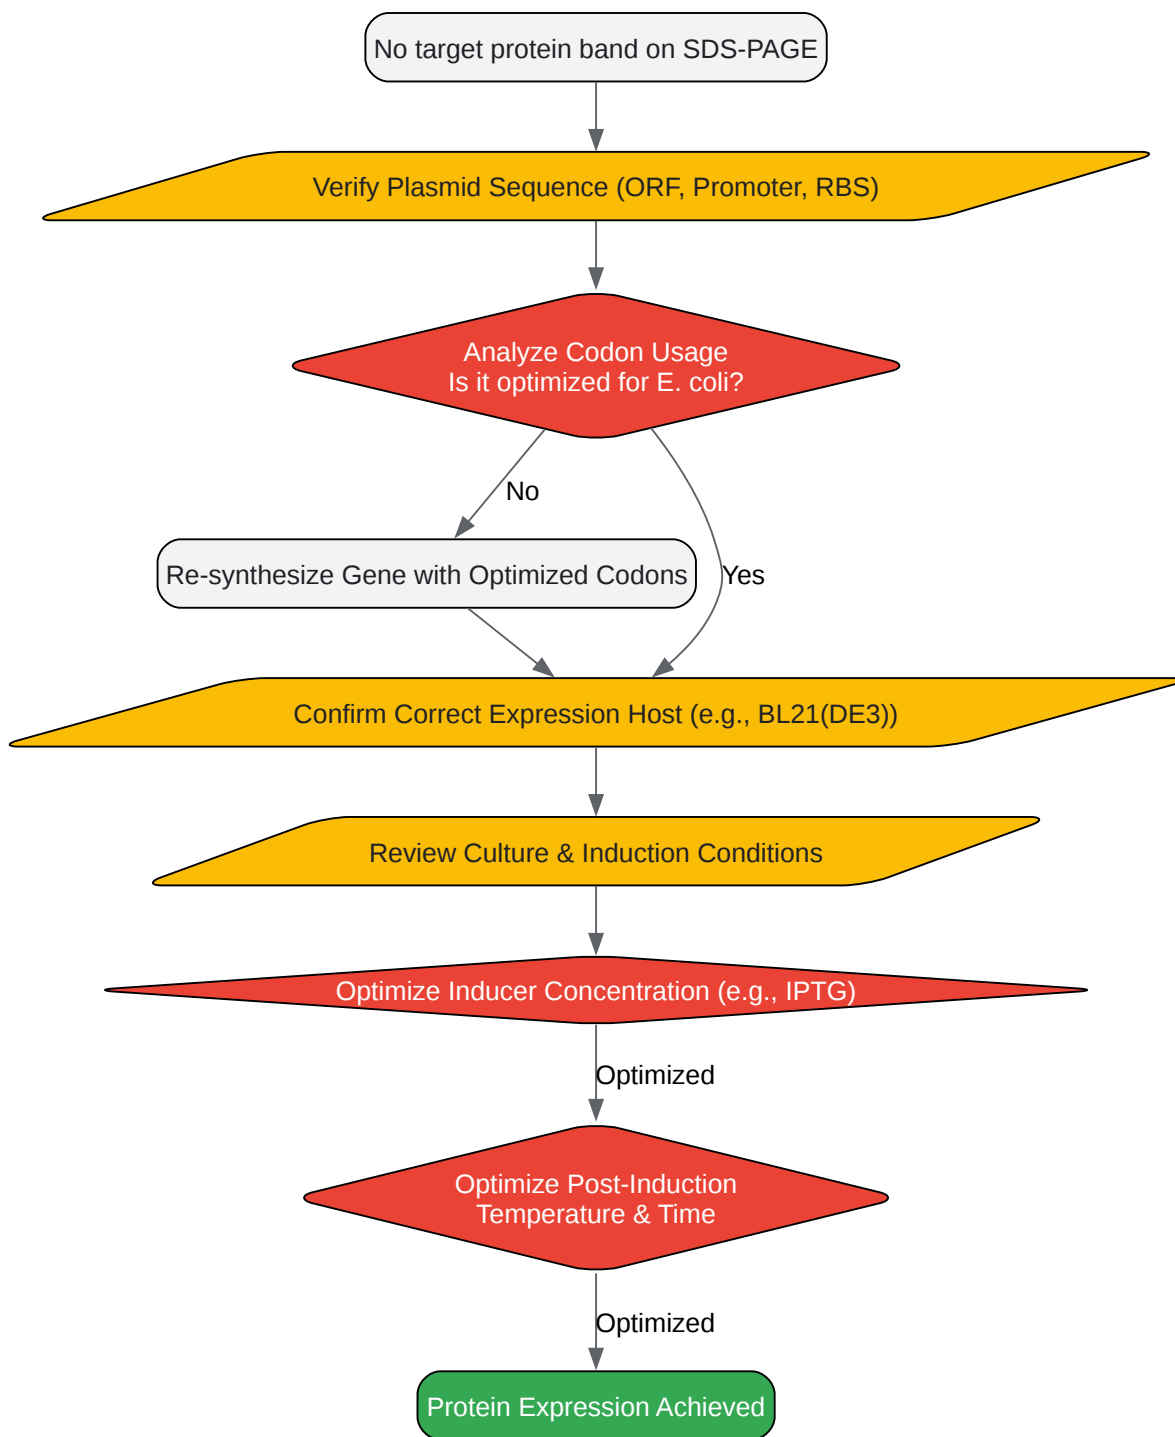 No target protein band on SDS-PAGE
Verify Plasmid Sequence (ORF, Promoter, RBS)
Analyze Codon Usage
Is it optimized for E. coli?
No
Re-synthesize Gene with Optimized Codons
Yes
Confirm Correct Expression Host (e.g., BL21(DE3))
Review Culture & Induction Conditions
Optimize Inducer Concentration (e.g., IPTG)
Optimized
Optimize Post-Induction
Temperature & Time
Optimized
Protein Expression Achieved